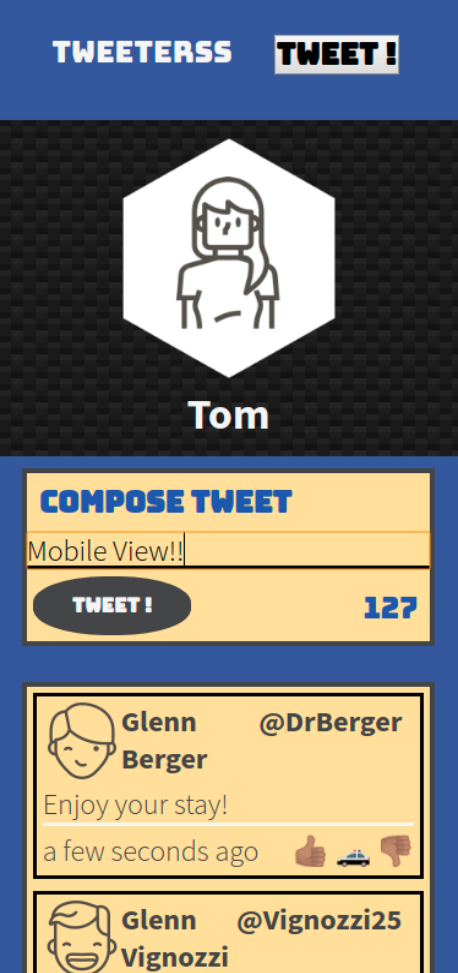 TWEETERSS TWEET !
Tom
COMPOSE TWEET
Mobile View!!
TWEET ! 127
Glenn Berger @DrBerger
Enjoy your stay!
a few seconds ago
Glenn Vignozzi @Vignozzi25